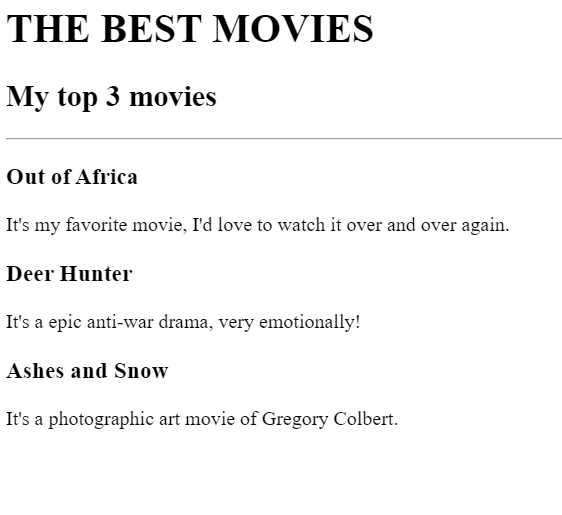 THE BEST MOVIES
My top 3 movies
Out of Africa
It's my favorite movie, I'd love to watch it over and over again.
Deer Hunter
It's a epic anti-war drama, very emotionally!
Ashes and Snow
It's a photographic art movie of Gregory Colbert.